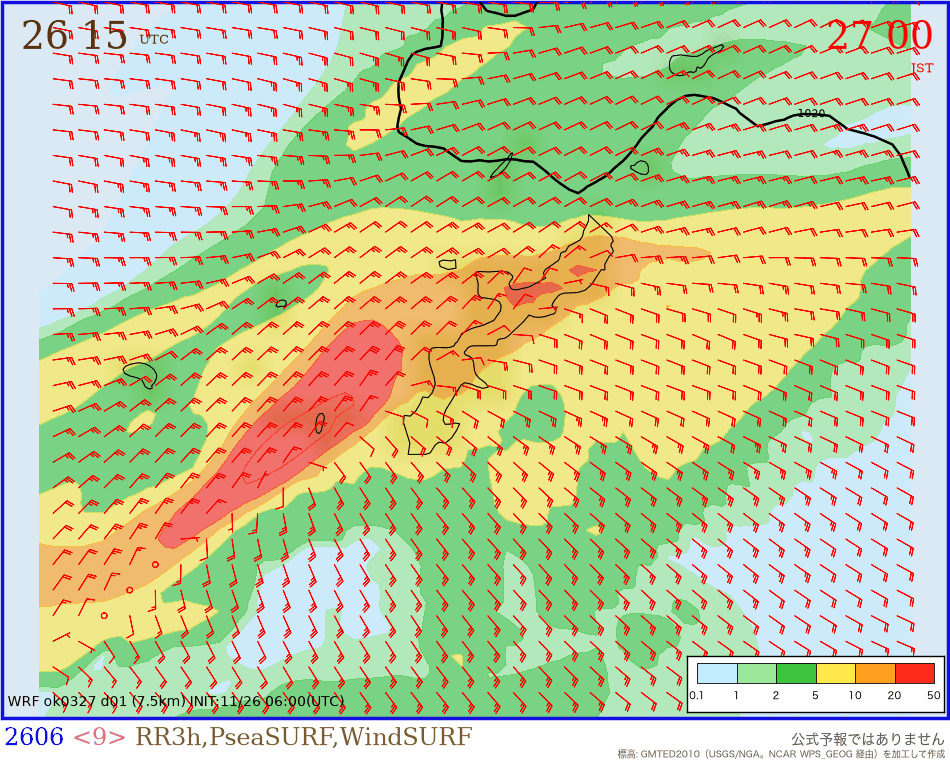 26 15 UTC
27 00
JST
1020
0.1 1 2 5 10 20 50
WRF ok0327 d01 (7.5km) INIT:11/26 06:00(UTC)
2606 <9> RR3h,PseaSURF,WindSURF
公式予報ではありません
標高: GMTED2010（USGS/NGA。NCAR WPS_GEOG 経由）を加工して作成